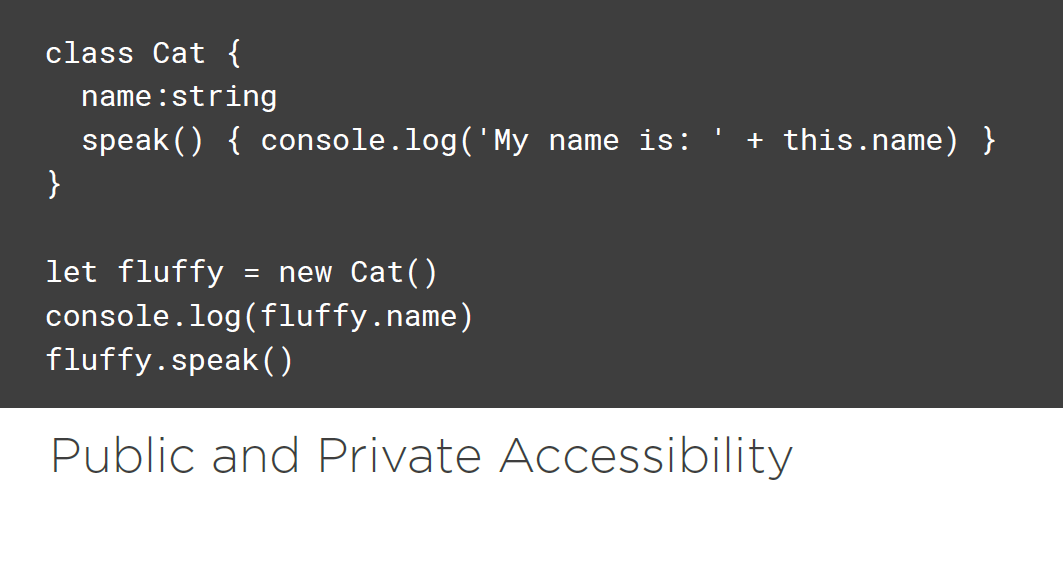 class Cat {
  name:string
  speak() { console.log('My name is: ' + this.name) }
}
let fluffy = new Cat()
console.log(fluffy.name)
fluffy.speak()
Public and Private Accessibility